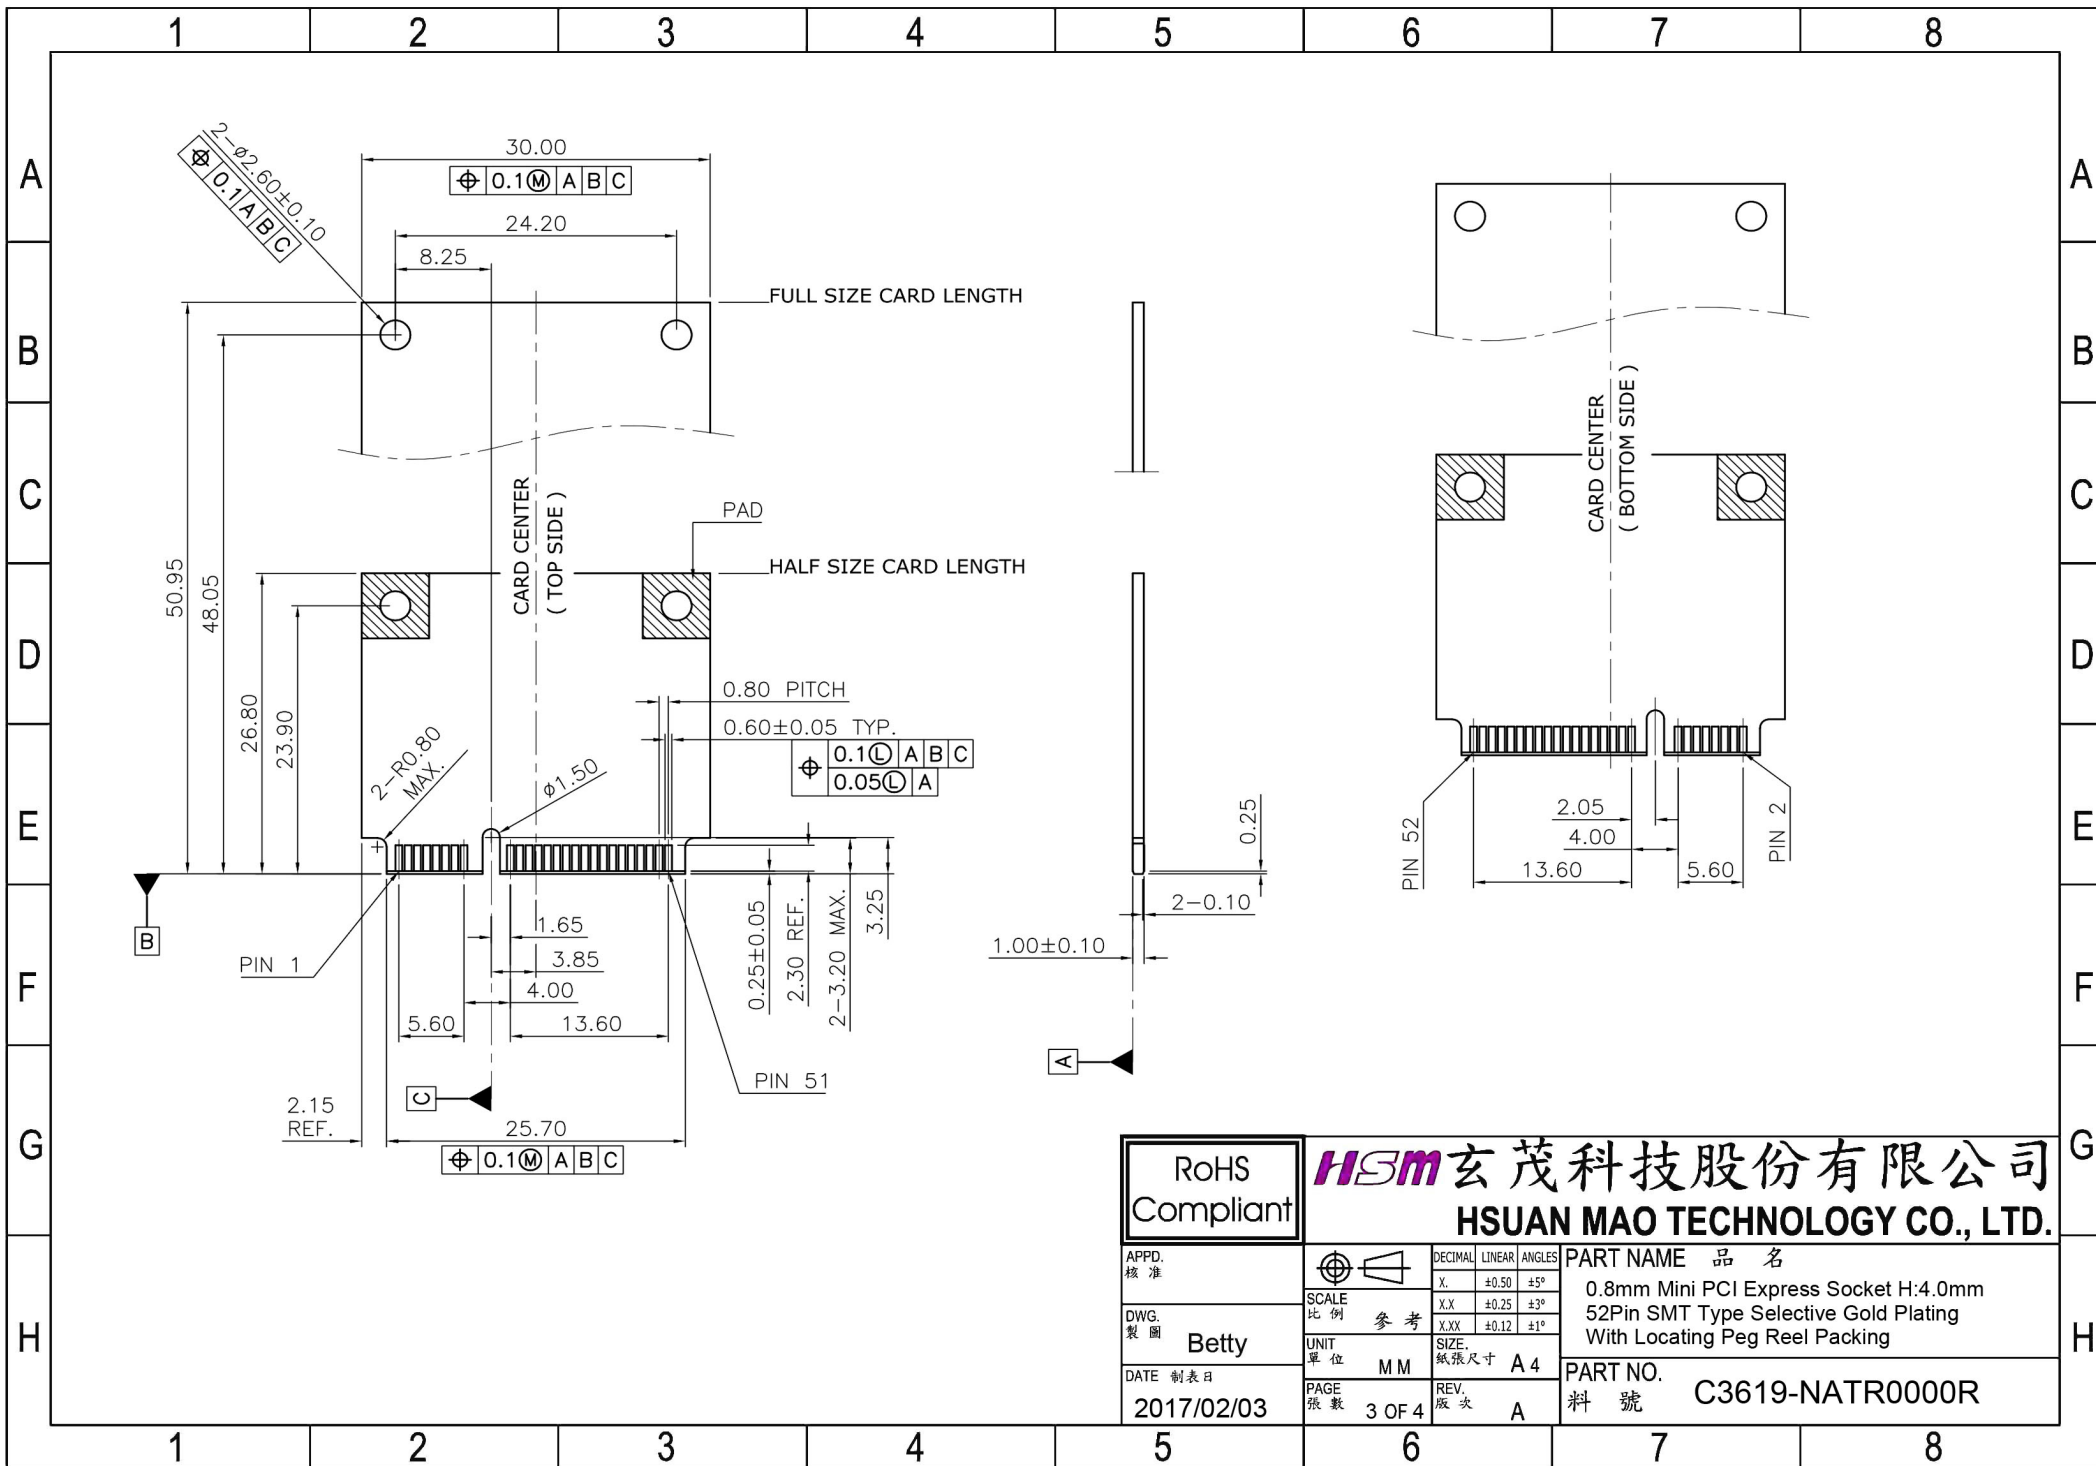 1 2 3 4 5 6 7 8
A A
B B
C C
D D
E E
F F
G G
H H
2-ø2.60±0.10
0.1 A B C
30.00
0.1Ⓜ A B C
24.20
8.25
FULL SIZE CARD LENGTH
CARD CENTER
( TOP SIDE )
PAD
HALF SIZE CARD LENGTH
50.95
48.05
26.80
23.90
0.80 PITCH
0.60±0.05 TYP.
0.1Ⓛ A B C
0.05Ⓛ A
2-R0.80
MAX.
ø1.50
B
PIN 1
1.65
3.85
4.00
5.60
13.60
0.25±0.05
2.30 REF.
2-3.20 MAX.
3.25
PIN 51
C
2.15
REF.
25.70
0.1Ⓜ A B C
0.25
2-0.10
1.00±0.10
A
CARD CENTER
( BOTTOM SIDE )
PIN 52
2.05
4.00
13.60
5.60
PIN 2
RoHS
Compliant
HSM 玄茂科技股份有限公司
HSUAN MAO TECHNOLOGY CO., LTD.
APPD.
核 准
DWG.
製 圖
Betty
DATE 制表日
2017/02/03
SCALE
比 例
參 考
UNIT
單 位
MM
PAGE
張 數
3 OF 4
DECIMAL LINEAR ANGLES
X. ±0.50 ±5°
X.X ±0.25 ±3°
X.XX ±0.12 ±1°
SIZE.
紙張尺寸
A 4
REV.
版 次
A
PART NAME 品 名
0.8mm Mini PCI Express Socket H:4.0mm
52Pin SMT Type Selective Gold Plating
With Locating Peg Reel Packing
PART NO.
料 號
C3619-NATR0000R
1 2 3 4 5 6 7 8